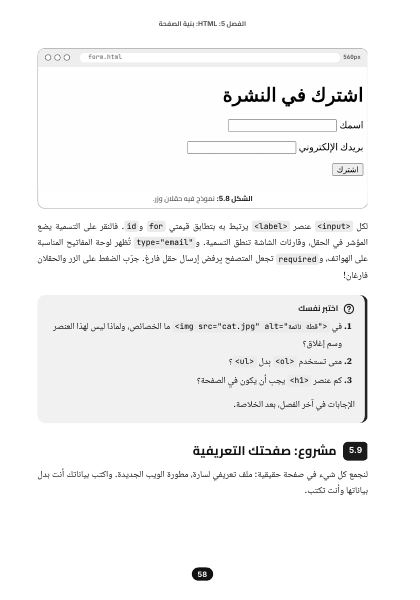 الفصل 5: HTML: بنية الصفحة
form.html
560px
اشترك في النشرة
اسمك
بريدك الإلكتروني
اشترك
الشكل 5.8: نموذج فيه حقلان وزر.
لكل <input> عنصر <label> يرتبط به بتطابق قيمتي for و id. فالنقر على التسمية يضع
المؤشر في الحقل، وقارئات الشاشة تنطق التسمية. و type="email" تُظهر لوحة المفاتيح المناسبة
على الهواتف، و required تجعل المتصفح يرفض إرسال حقل فارغ. جرّب الضغط على الزر والحقلان
فارغان!
اختبر نفسك
1. في <img src="cat.jpg" alt="قطة نائمة"> ما الخصائص، ولماذا ليس لهذا العنصر
وسم إغلاق؟
2. متى تستخدم <ol> بدل <ul>؟
3. كم عنصر <h1> يجب أن يكون في الصفحة؟
الإجابات في آخر الفصل، بعد الخلاصة.
5.9 مشروع: صفحتك التعريفية
لنجمع كل شيء في صفحة حقيقية: ملف تعريفي لسارة، مطورة الويب الجديدة. واكتب بياناتك أنت بدل
بياناتها وأنت تكتب.
58